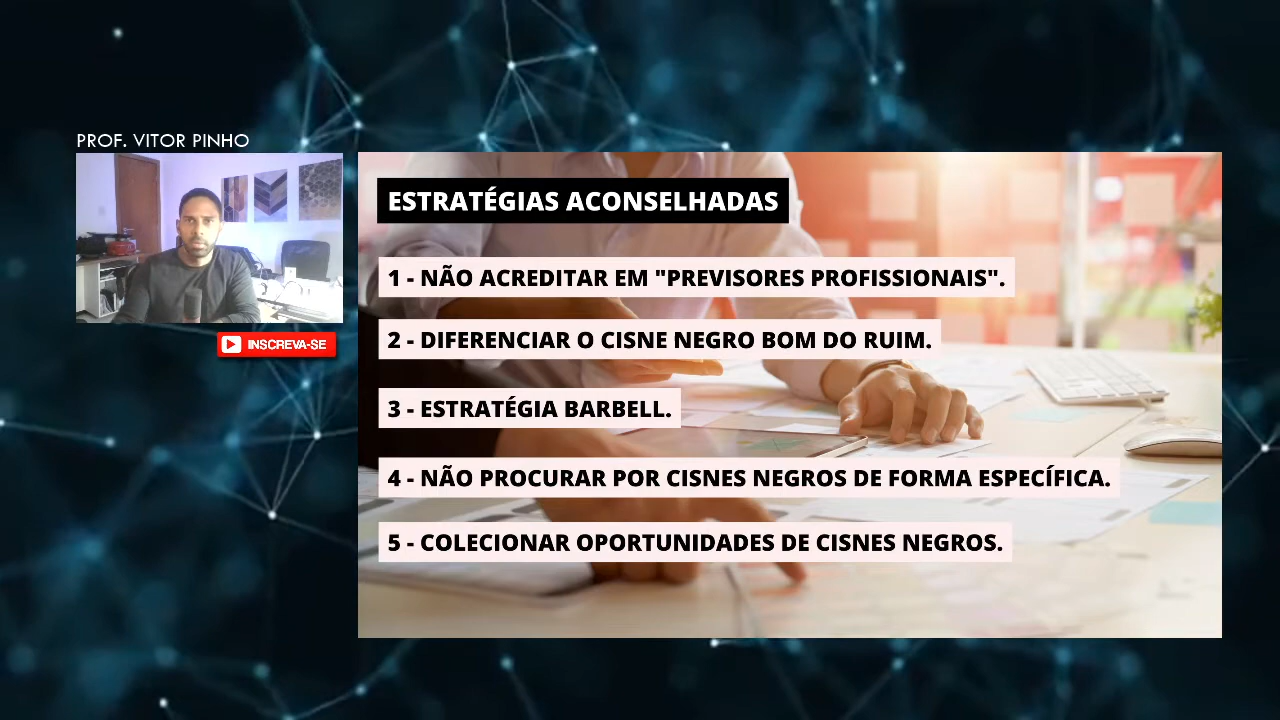 PROF. VITOR PINHO
INSCREVA-SE
ESTRATÉGIAS ACONSELHADAS
1 - NÃO ACREDITAR EM "PREVISORES PROFISSIONAIS".
2 - DIFERENCIAR O CISNE NEGRO BOM DO RUIM.
3 - ESTRATÉGIA BARBELL.
4 - NÃO PROCURAR POR CISNES NEGROS DE FORMA ESPECÍFICA.
5 - COLECIONAR OPORTUNIDADES DE CISNES NEGROS.